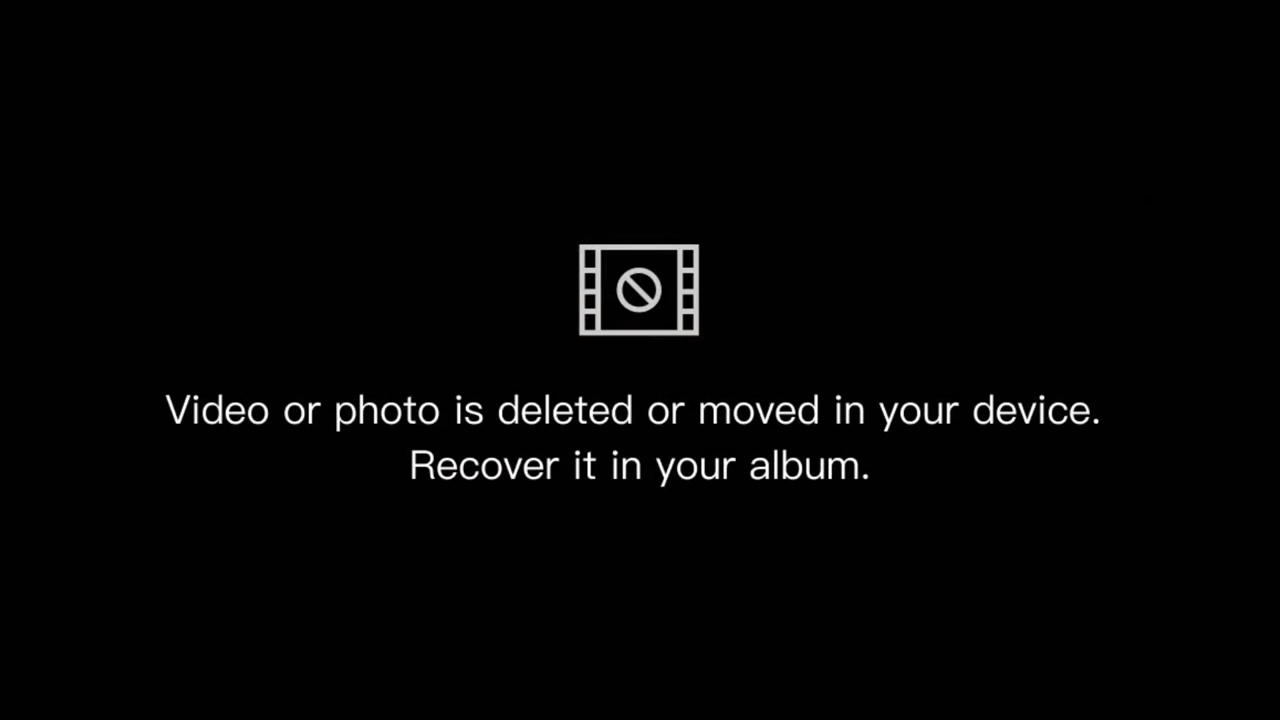 Video or photo is deleted or moved in your device.
Recover it in your album.